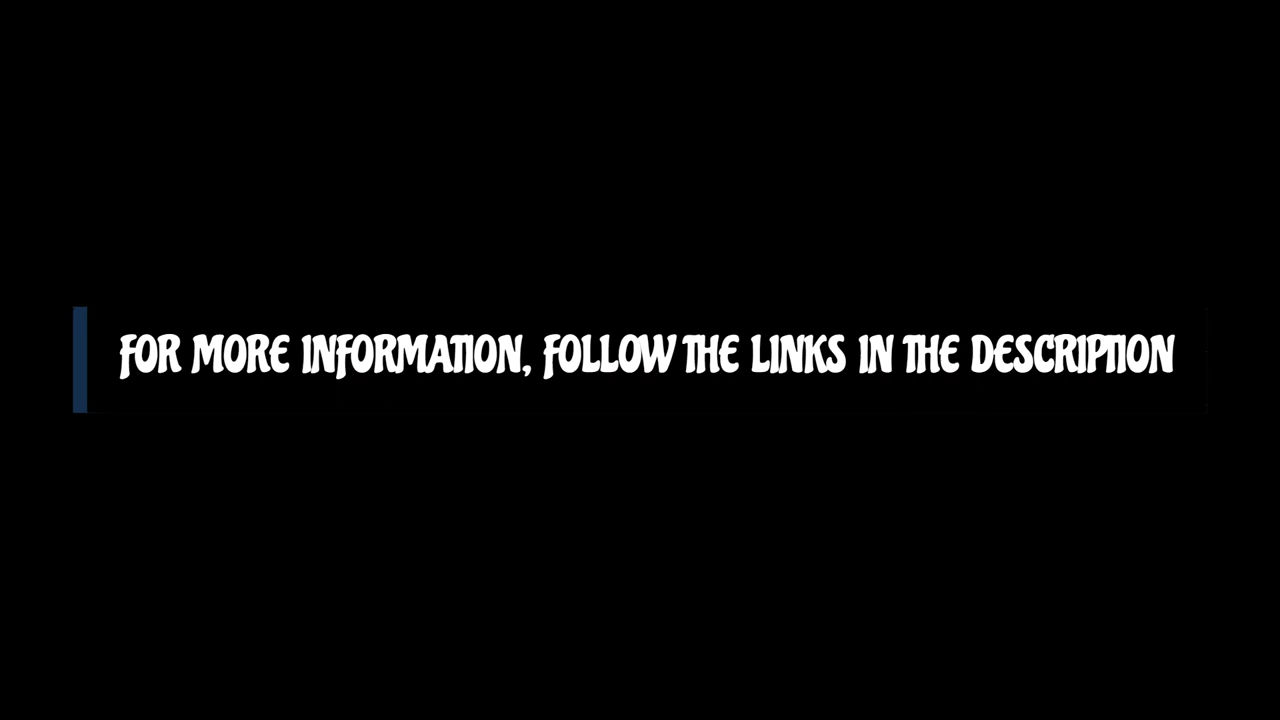 FOR MORE INFORMATION, FOLLOW THE LINKS IN THE DESCRIPTION